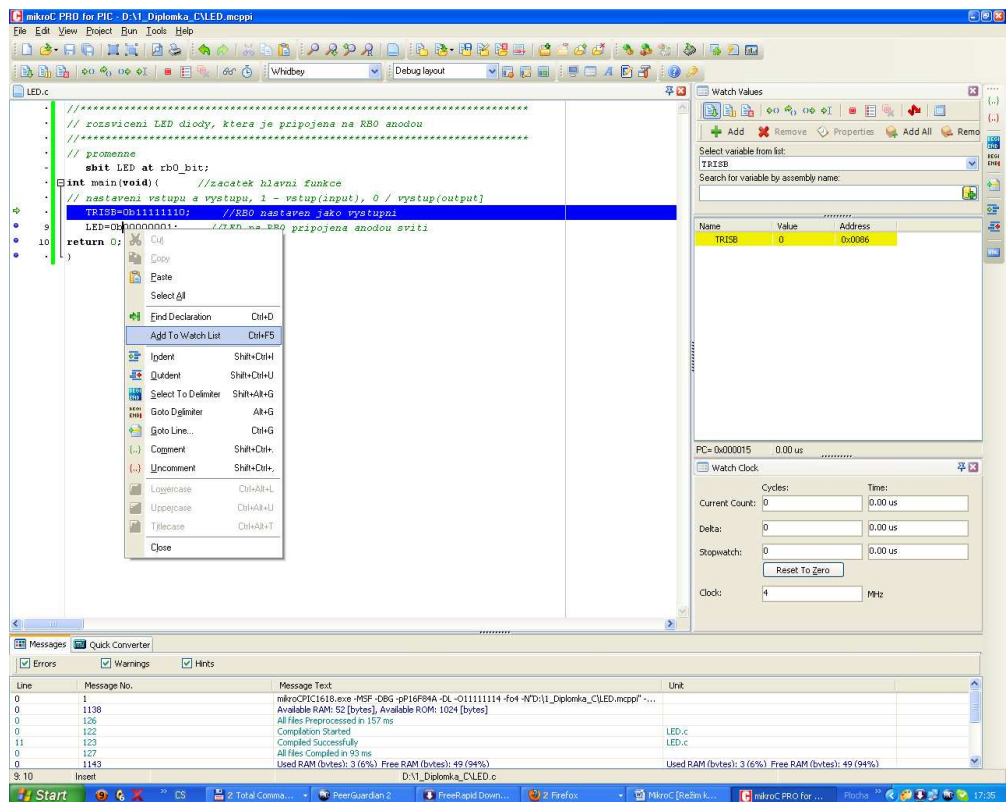 mikroC PRO for PIC - D:\1_Diplomka_C\LED.mcppi
File Edit View Project Run Tools Help
Whidbey Debug layout
LED.c
//***********************************************************************
// rozsviceni LED diody, ktera je pripojena na RB0 anodou
//***********************************************************************
// promenne
sbit LED at rb0_bit;
int main(void){ //zacatek hlavni funkce
// nastaveni vstupu a vystupu, 1 - vstup(input), 0 / vystup(output]
TRISB=0b11111110; //RB0 nastaven jako vystupni
9 LED=0b00000001; //LED na RB0 pripojena anodou sviti
10 return 0;
}
Cut
Copy
Paste
Select All
Find Declaration Ctrl+D
Add To Watch List Ctrl+F5
Indent Shift+Ctrl+I
Outdent Shift+Ctrl+U
Select To Delimiter Shift+Alt+G
Goto Delimiter Alt+G
Goto Line... Ctrl+G
Comment Shift+Ctrl+.
Uncomment Shift+Ctrl+,
Lowercase Ctrl+Alt+L
Uppercase Ctrl+Alt+U
Titlecase Ctrl+Alt+T
Close
Watch Values
Add Remove Properties Add All Remo
Select variable from list:
TRISB
Search for variable by assembly name:
Name Value Address
TRISB 0 0x0086
PC= 0x000015 0.00 us
Watch Clock
Cycles: Time:
Current Count: 0 0.00 us
Delta: 0 0.00 us
Stopwatch: 0 0.00 us
Reset To Zero
Clock: 4 MHz
Messages Quick Converter
Errors Warnings Hints
Line Message No. Message Text Unit
0 1 mikroCPIC1618.exe -MSF -DBG -pP16F84A -DL -O11111114 -fo4 -N"D:\1_Diplomka_C\LED.mcppi" -...
0 1138 Available RAM: 52 [bytes], Available ROM: 1024 [bytes]
0 126 All files Preprocessed in 157 ms
0 122 Compilation Started LED.c
11 123 Compiled Successfully LED.c
0 127 All files Compiled in 93 ms
0 1143 Used RAM (bytes): 3 (6%) Free RAM (bytes): 49 (94%) Used RAM (bytes): 3 (6%) Free RAM (bytes): 49 (94%)
9: 10 Insert D:\1_Diplomka_C\LED.c
Start CS 2 Total Comma... PeerGuardian 2 FreeRapid Down... 2 Firefox MikroC [Režim k... mikroC PRO for ... Plocha 17:35